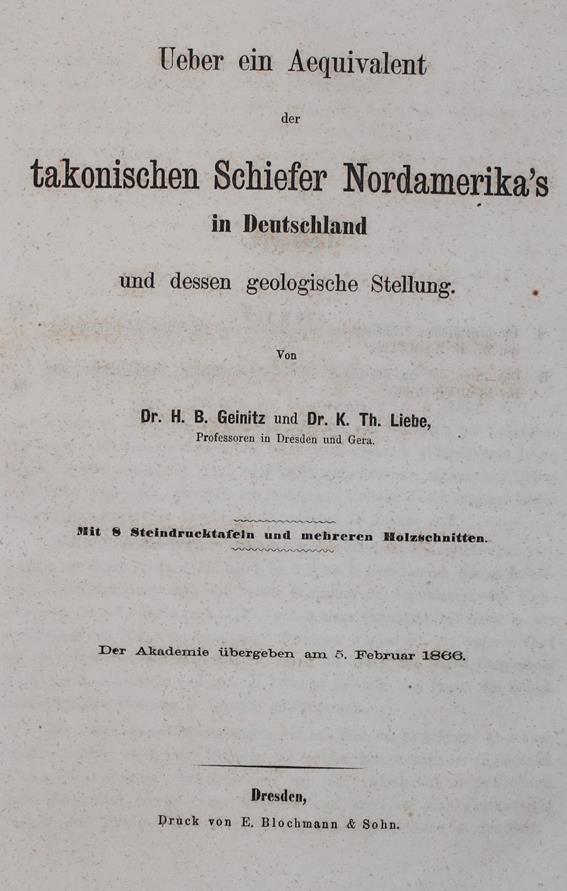 Ueber ein Aequivalent
der
takonischen Schiefer Nordamerika's
in Deutschland
und dessen geologische Stellung.
Von
Dr. H. B. Geinitz und Dr. K. Th. Liebe,
Professoren in Dresden und Gera.
Mit 8 Steindrucktafeln und mehreren Holzschnitten.
Der Akademie übergeben am 5. Februar 1866.
Dresden,
Druck von E. Blochmann & Sohn.